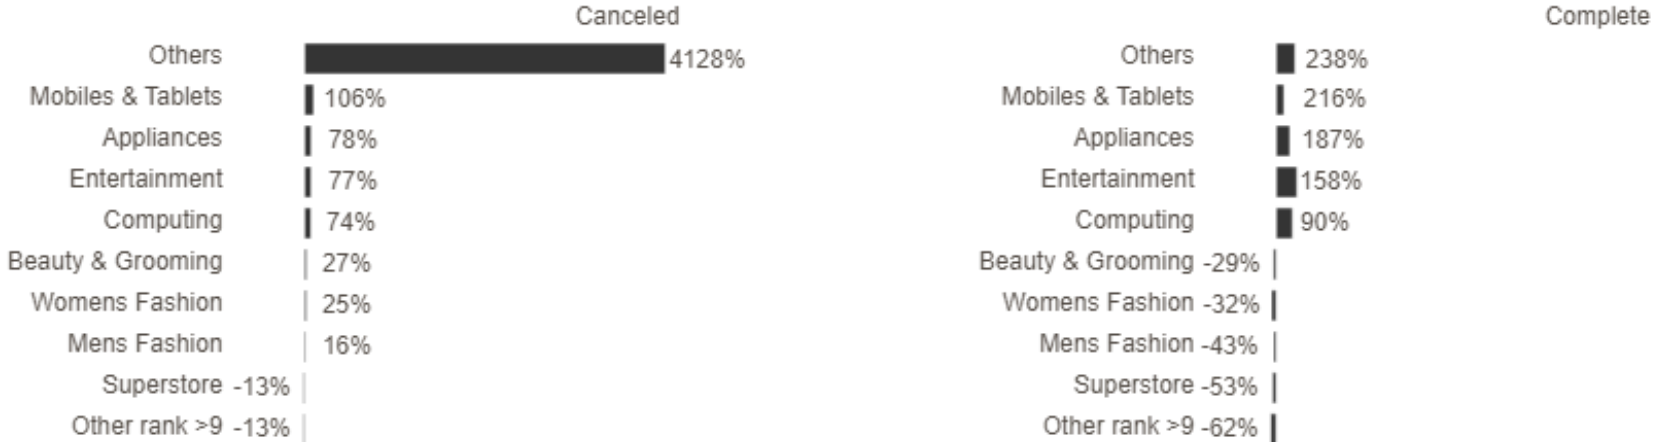 Canceled Complete
Others 4128% Others 238%
Mobiles & Tablets 106% Mobiles & Tablets 216%
Appliances 78% Appliances 187%
Entertainment 77% Entertainment 158%
Computing 74% Computing 90%
Beauty & Grooming 27% Beauty & Grooming -29%
Womens Fashion 25% Womens Fashion -32%
Mens Fashion 16% Mens Fashion -43%
Superstore -13% Superstore -53%
Other rank >9 -13% Other rank >9 -62%